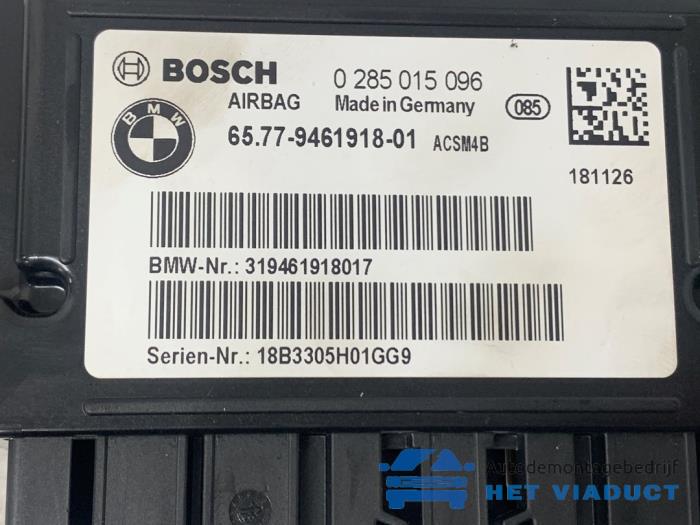 BOSCH 0 285 015 096
AIRBAG Made in Germany 085
BMW 65.77-9461918-01 ACSM4B
181126
BMW-Nr.: 319461918017
Serien-Nr.: 18B3305H01GG9
Autodemontagebedrijf
HET VIADUCT